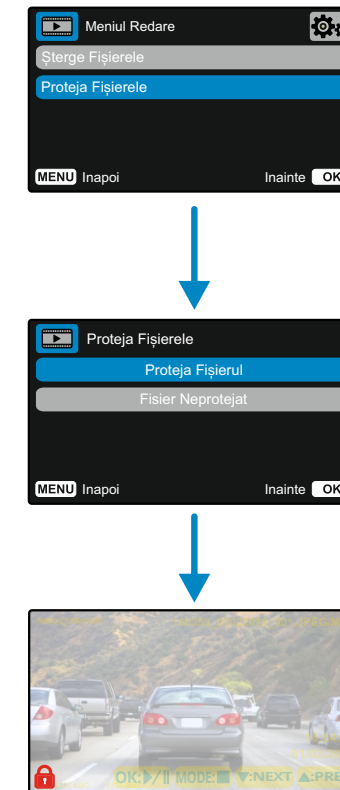 Meniul Redare
Șterge Fișierele
Proteja Fișierele
MENU Inapoi Inainte OK
Proteja Fișierele
Proteja Fișierul
Fisier Neprotejat
MENU Inapoi Inainte OK
OK: / MODE: :NEXT :PRE